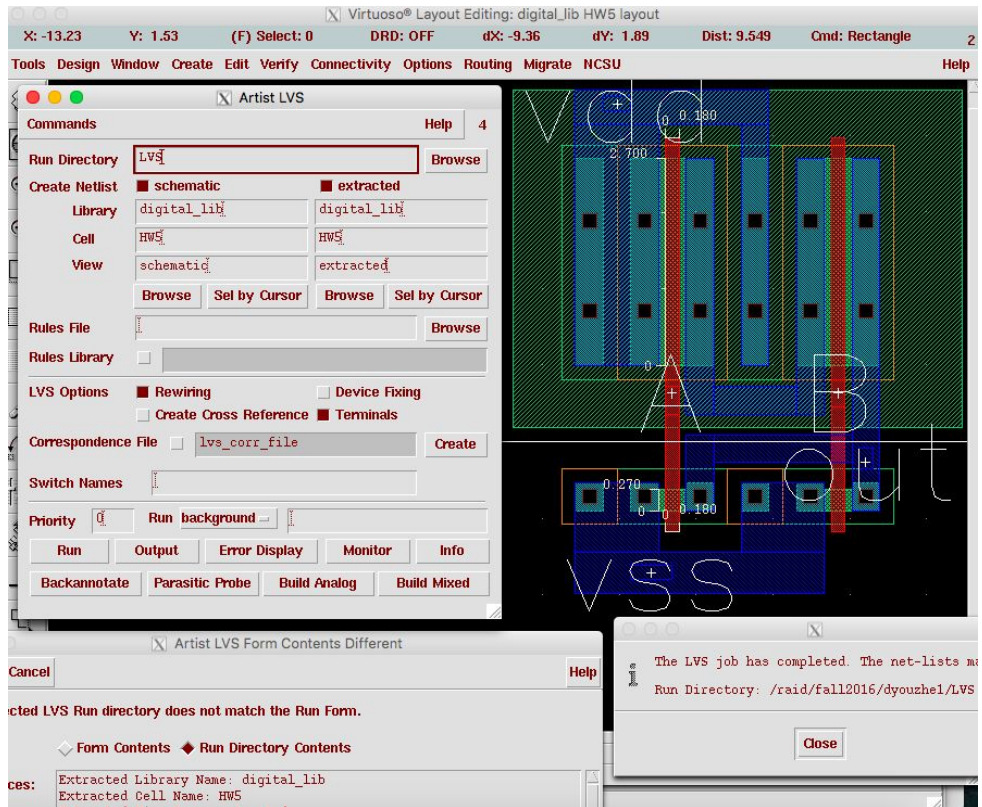 Virtuoso® Layout Editing: digital_lib HW5 layout
X: -13.23 Y: 1.53 (F) Select: 0 DRD: OFF dX: -9.36 dY: 1.89 Dist: 9.549 Cmd: Rectangle 2
Tools Design Window Create Edit Verify Connectivity Options Routing Migrate NCSU Help
Artist LVS
Commands Help 4
Run Directory LVS Browse
Create Netlist schematic extracted
Library digital_lib digital_lib
Cell HW5 HW5
View schematic extracted
Browse Sel by Cursor Browse Sel by Cursor
Rules File Browse
Rules Library
LVS Options Rewiring Device Fixing
Create Cross Reference Terminals
Correspondence File lvs_corr_file Create
Switch Names
Priority 0 Run background
Run Output Error Display Monitor Info
Backannotate Parasitic Probe Build Analog Build Mixed
Vdd
0 0.180
2.700
0
A B
out
0.270
0 0 0.180
VSS
Artist LVS Form Contents Different
Cancel Help
cted LVS Run directory does not match the Run Form.
Form Contents Run Directory Contents
ces: Extracted Library Name: digital_lib
Extracted Cell Name: HW5
The LVS job has completed. The net-lists ma
Run Directory: /raid/fall2016/dyouzhe1/LVS
Close